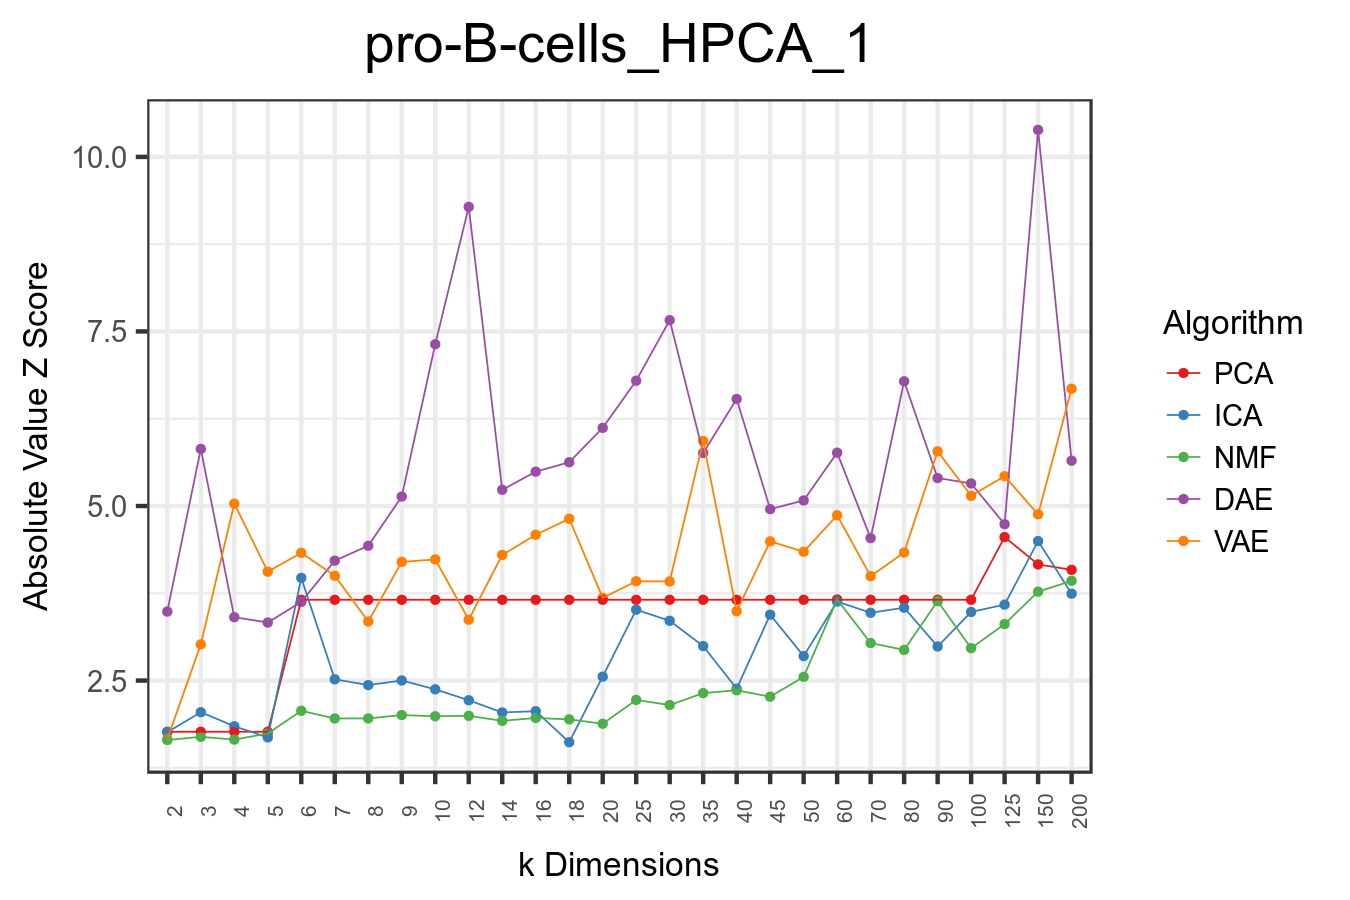 pro-B-cells_HPCA_1
Absolute Value Z Score
10.0
7.5
5.0
2.5
2 3 4 5 6 7 8 9 10 12 14 16 18 20 25 30 35 40 45 50 60 70 80 90 100 125 150 200
k Dimensions
Algorithm
PCA
ICA
NMF
DAE
VAE